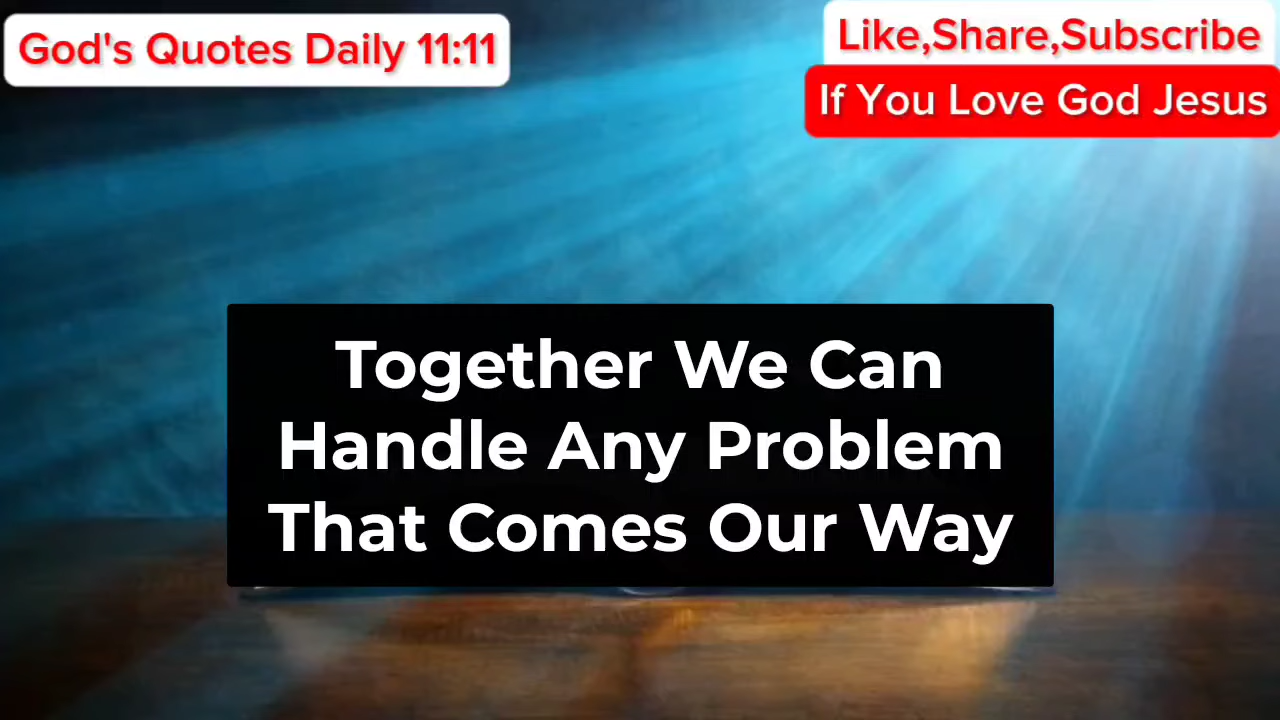 God's Quotes Daily 11:11
Like,Share,Subscribe
If You Love God Jesus
Together We Can
Handle Any Problem
That Comes Our Way